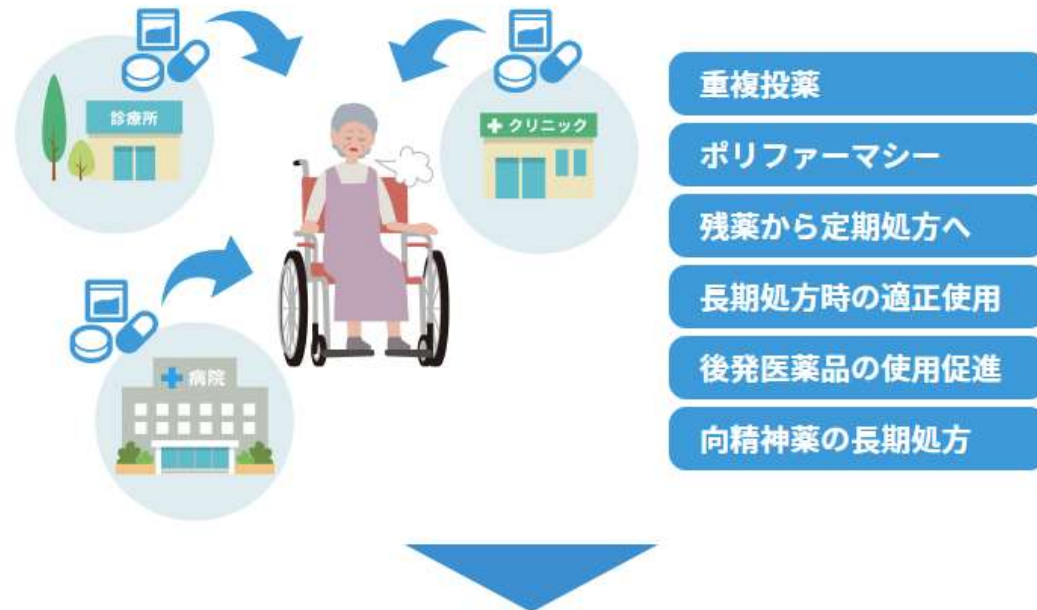 診療所
クリニック
病院
重複投薬
ポリファーマシー
残薬から定期処方へ
長期処方時の適正使用
後発医薬品の使用促進
向精神薬の長期処方